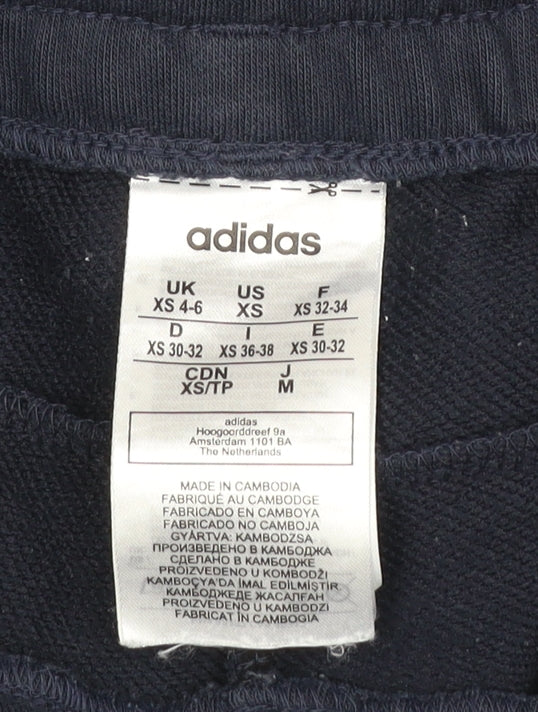 adidas
UK US F
XS 4-6 XS XS 32-34
D I E
XS 30-32 XS 36-38 XS 30-32
CDN J
XS/TP M
adidas
Hoogoorddreef 9a
Amsterdam 1101 BA
The Netherlands
MADE IN CAMBODIA
FABRIQUÉ AU CAMBODGE
FABRICADO EN CAMBOYA
FABRICADO NO CAMBOJA
GYÁRTVA: KAMBODZSA
ПРОИЗВЕДЕНО В КАМБОДЖА
СДЕЛАНО В КАМБОДЖЕ
PROIZVEDENO U KOMBODŽI
KAMBOÇYA'DA İMAL EDİLMİŞTİR
КАМБОДЖЕДЕ ЖАСАЛҒАН
PROIZVEDENO U KAMBODZI
FABRICAT ÎN CAMBOGIA